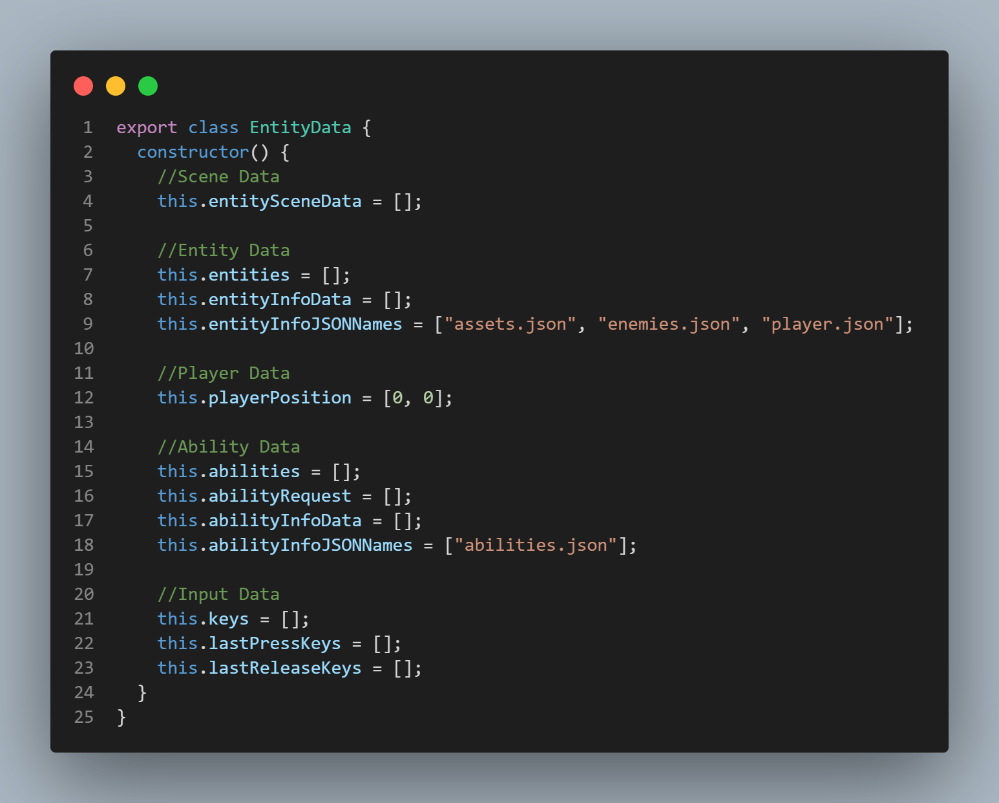 1 export class EntityData {
2   constructor() {
3     //Scene Data
4     this.entitySceneData = [];
5
6     //Entity Data
7     this.entities = [];
8     this.entityInfoData = [];
9     this.entityInfoJSONNames = ["assets.json", "enemies.json", "player.json"];
10
11     //Player Data
12     this.playerPosition = [0, 0];
13
14     //Ability Data
15     this.abilities = [];
16     this.abilityRequest = [];
17     this.abilityInfoData = [];
18     this.abilityInfoJSONNames = ["abilities.json"];
19
20     //Input Data
21     this.keys = [];
22     this.lastPressKeys = [];
23     this.lastReleaseKeys = [];
24   }
25 }